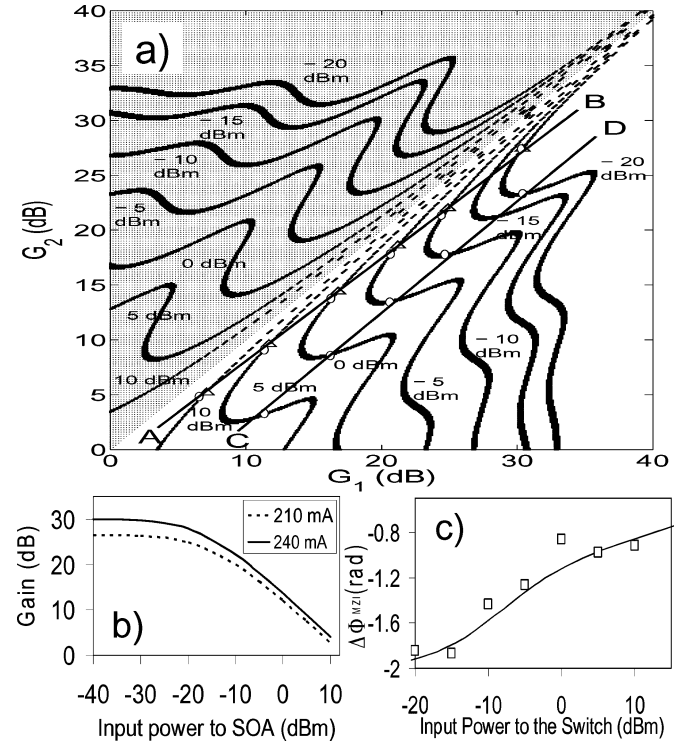 40
35
30
25
20
15
10
5
0
G2 (dB)
a)
− 20
dBm
− 15
dBm
− 10
dBm
− 5
dBm
0 dBm
5 dBm
10 dBm
B
D
− 20
dBm
− 15
dBm
− 10
dBm
− 5
dBm
0 dBm
5 dBm
10
dBm
A
C
0 10 20 30 40
G1 (dB)
30
20
10
0
Gain (dB)
210 mA
240 mA
b)
-40 -30 -20 -10 0 10
Input power to SOA (dBm)
c)
-0.8
-1.2
-1.6
-2
ΔΦMZI(rad)
-20 -10 0 10
Input Power to the Switch (dBm)